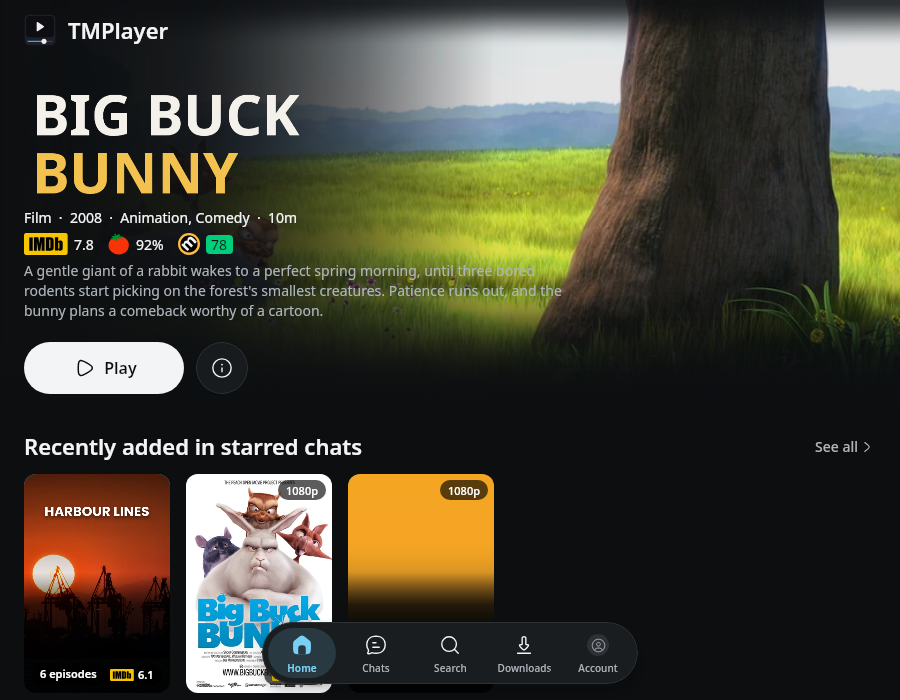 TMPlayer
BIG BUCK
BUNNY
Film · 2008 · Animation, Comedy · 10m
IMDb 7.8 92% 78
A gentle giant of a rabbit wakes to a perfect spring morning, until three bored
rodents start picking on the forest's smallest creatures. Patience runs out, and the
bunny plans a comeback worthy of a cartoon.
Play
Recently added in starred chats
See all
HARBOUR LINES
6 episodes IMDb 6.1
1080p
Big Buck
1080p
Home
Chats
Search
Downloads
Account